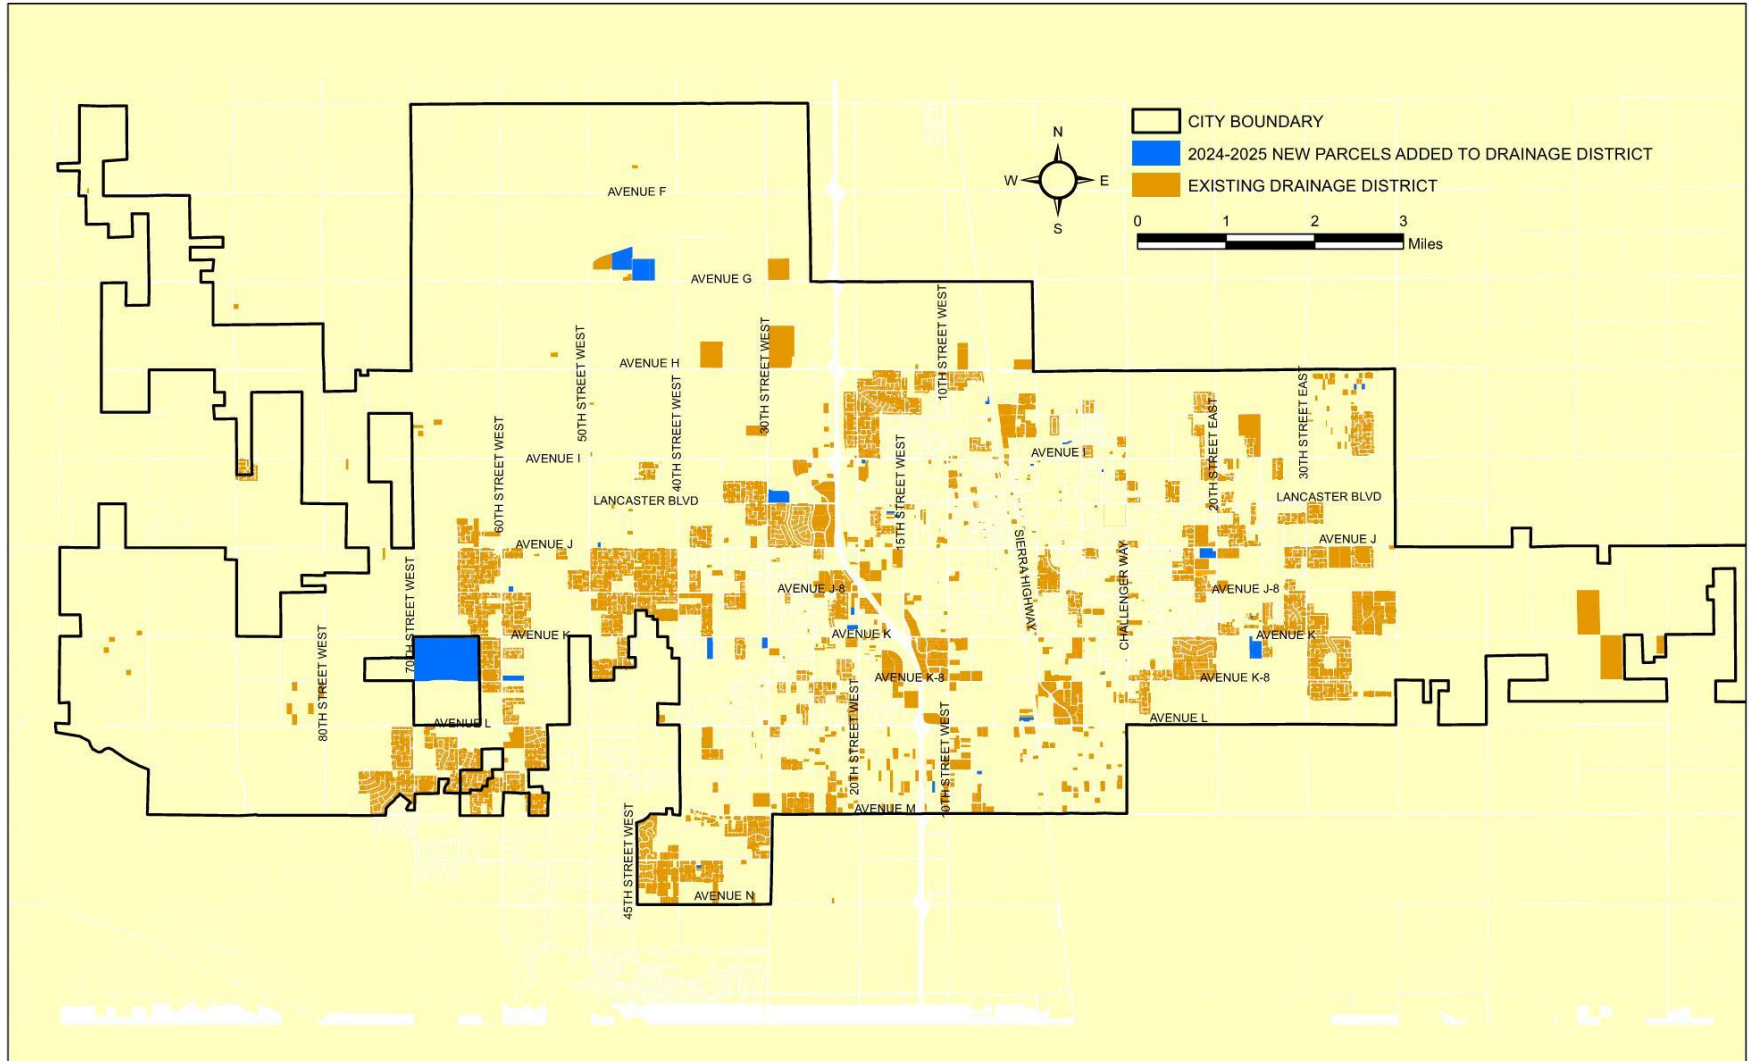 CITY BOUNDARY
N
2024-2025 NEW PARCELS ADDED TO DRAINAGE DISTRICT
W
E
EXISTING DRAINAGE DISTRICT
AVENUE F
S
0 1 2 3
Miles
AVENUE G
10TH STREET WEST
30TH STREET WEST
50TH STREET WEST
AVENUE H
40TH STREET WEST
30TH STREET EAST
20TH STREET EAST
60TH STREET WEST
15TH STREET WEST
AVENUE I
AVENUE I
LANCASTER BLVD
LANCASTER BLVD
AVENUE J
AVENUE J
SIERRA HIGHWAY
CHALLENGER WAY
70TH STREET WEST
AVENUE J-8
AVENUE J-8
AVENUE K
AVENUE K
AVENUE K
80TH STREET WEST
AVENUE K-8
AVENUE K-8
20TH STREET WEST
10TH STREET WEST
AVENUE L
AVENUE L
AVENUE M
45TH STREET WEST
AVENUE N